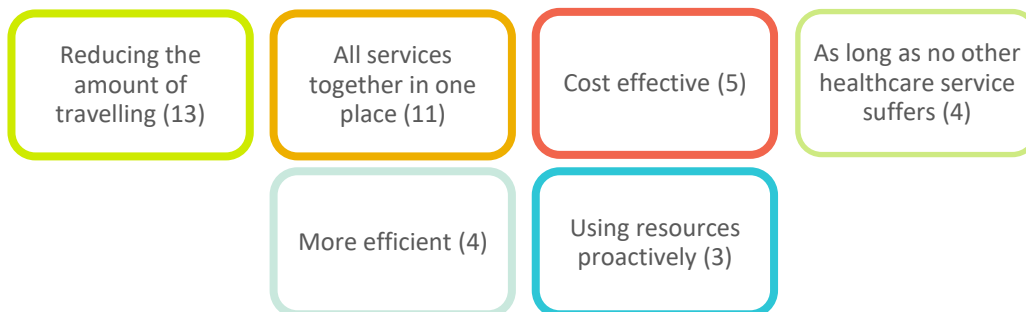 Reducing the
amount of
travelling (13)
All services
together in one
place (11)
Cost effective (5)
As long as no other
healthcare service
suffers (4)
More efficient (4)
Using resources
proactively (3)